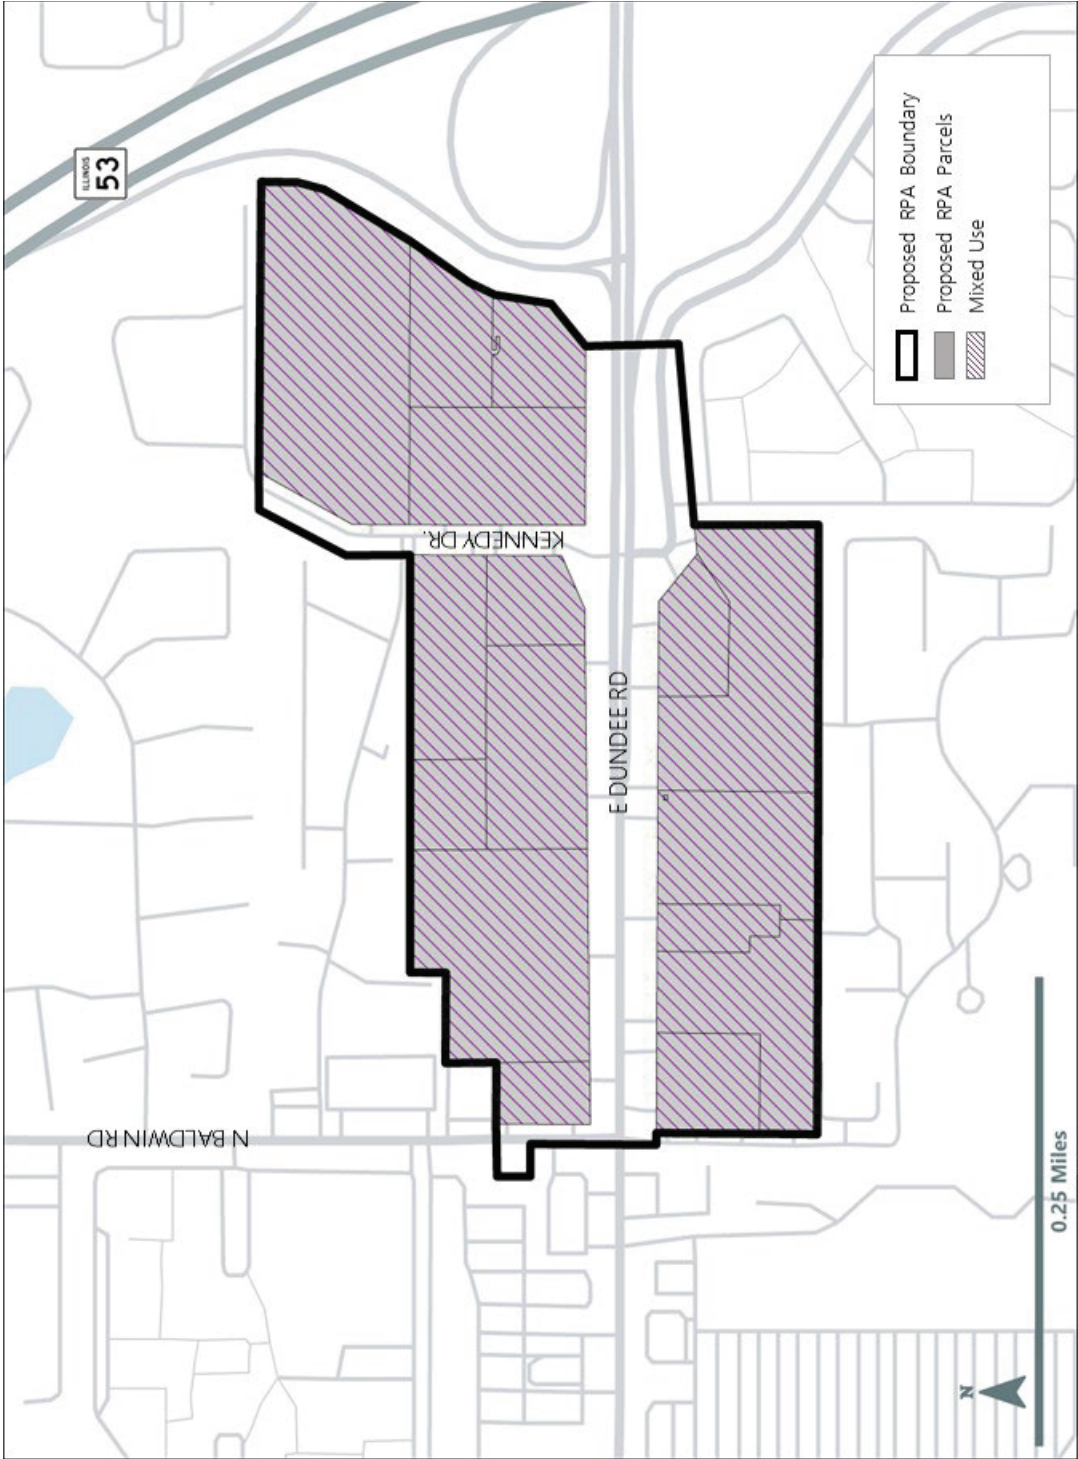 ILLINOIS
53
KENNEDY DR.
E DUNDEE RD
N BALDWIN RD
Proposed RPA Boundary
Proposed RPA Parcels
Mixed Use
N
0.25 Miles